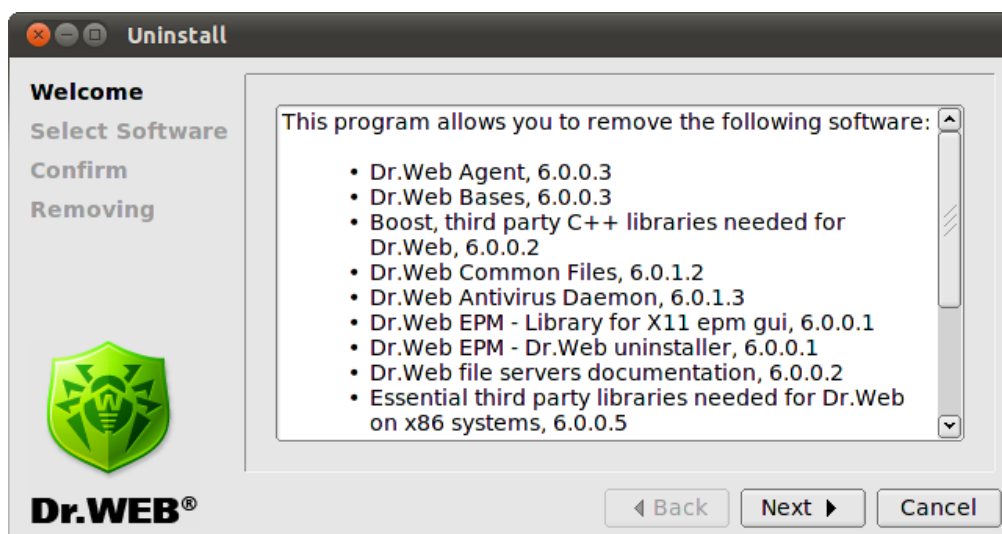 Uninstall
Welcome
Select Software
Confirm
Removing
This program allows you to remove the following software:
• Dr.Web Agent, 6.0.0.3
• Dr.Web Bases, 6.0.0.3
• Boost, third party C++ libraries needed for
Dr.Web, 6.0.0.2
• Dr.Web Common Files, 6.0.1.2
• Dr.Web Antivirus Daemon, 6.0.1.3
• Dr.Web EPM - Library for X11 epm gui, 6.0.0.1
• Dr.Web EPM - Dr.Web uninstaller, 6.0.0.1
• Dr.Web file servers documentation, 6.0.0.2
• Essential third party libraries needed for Dr.Web
on x86 systems, 6.0.0.5
Dr.WEB®
Back
Next
Cancel